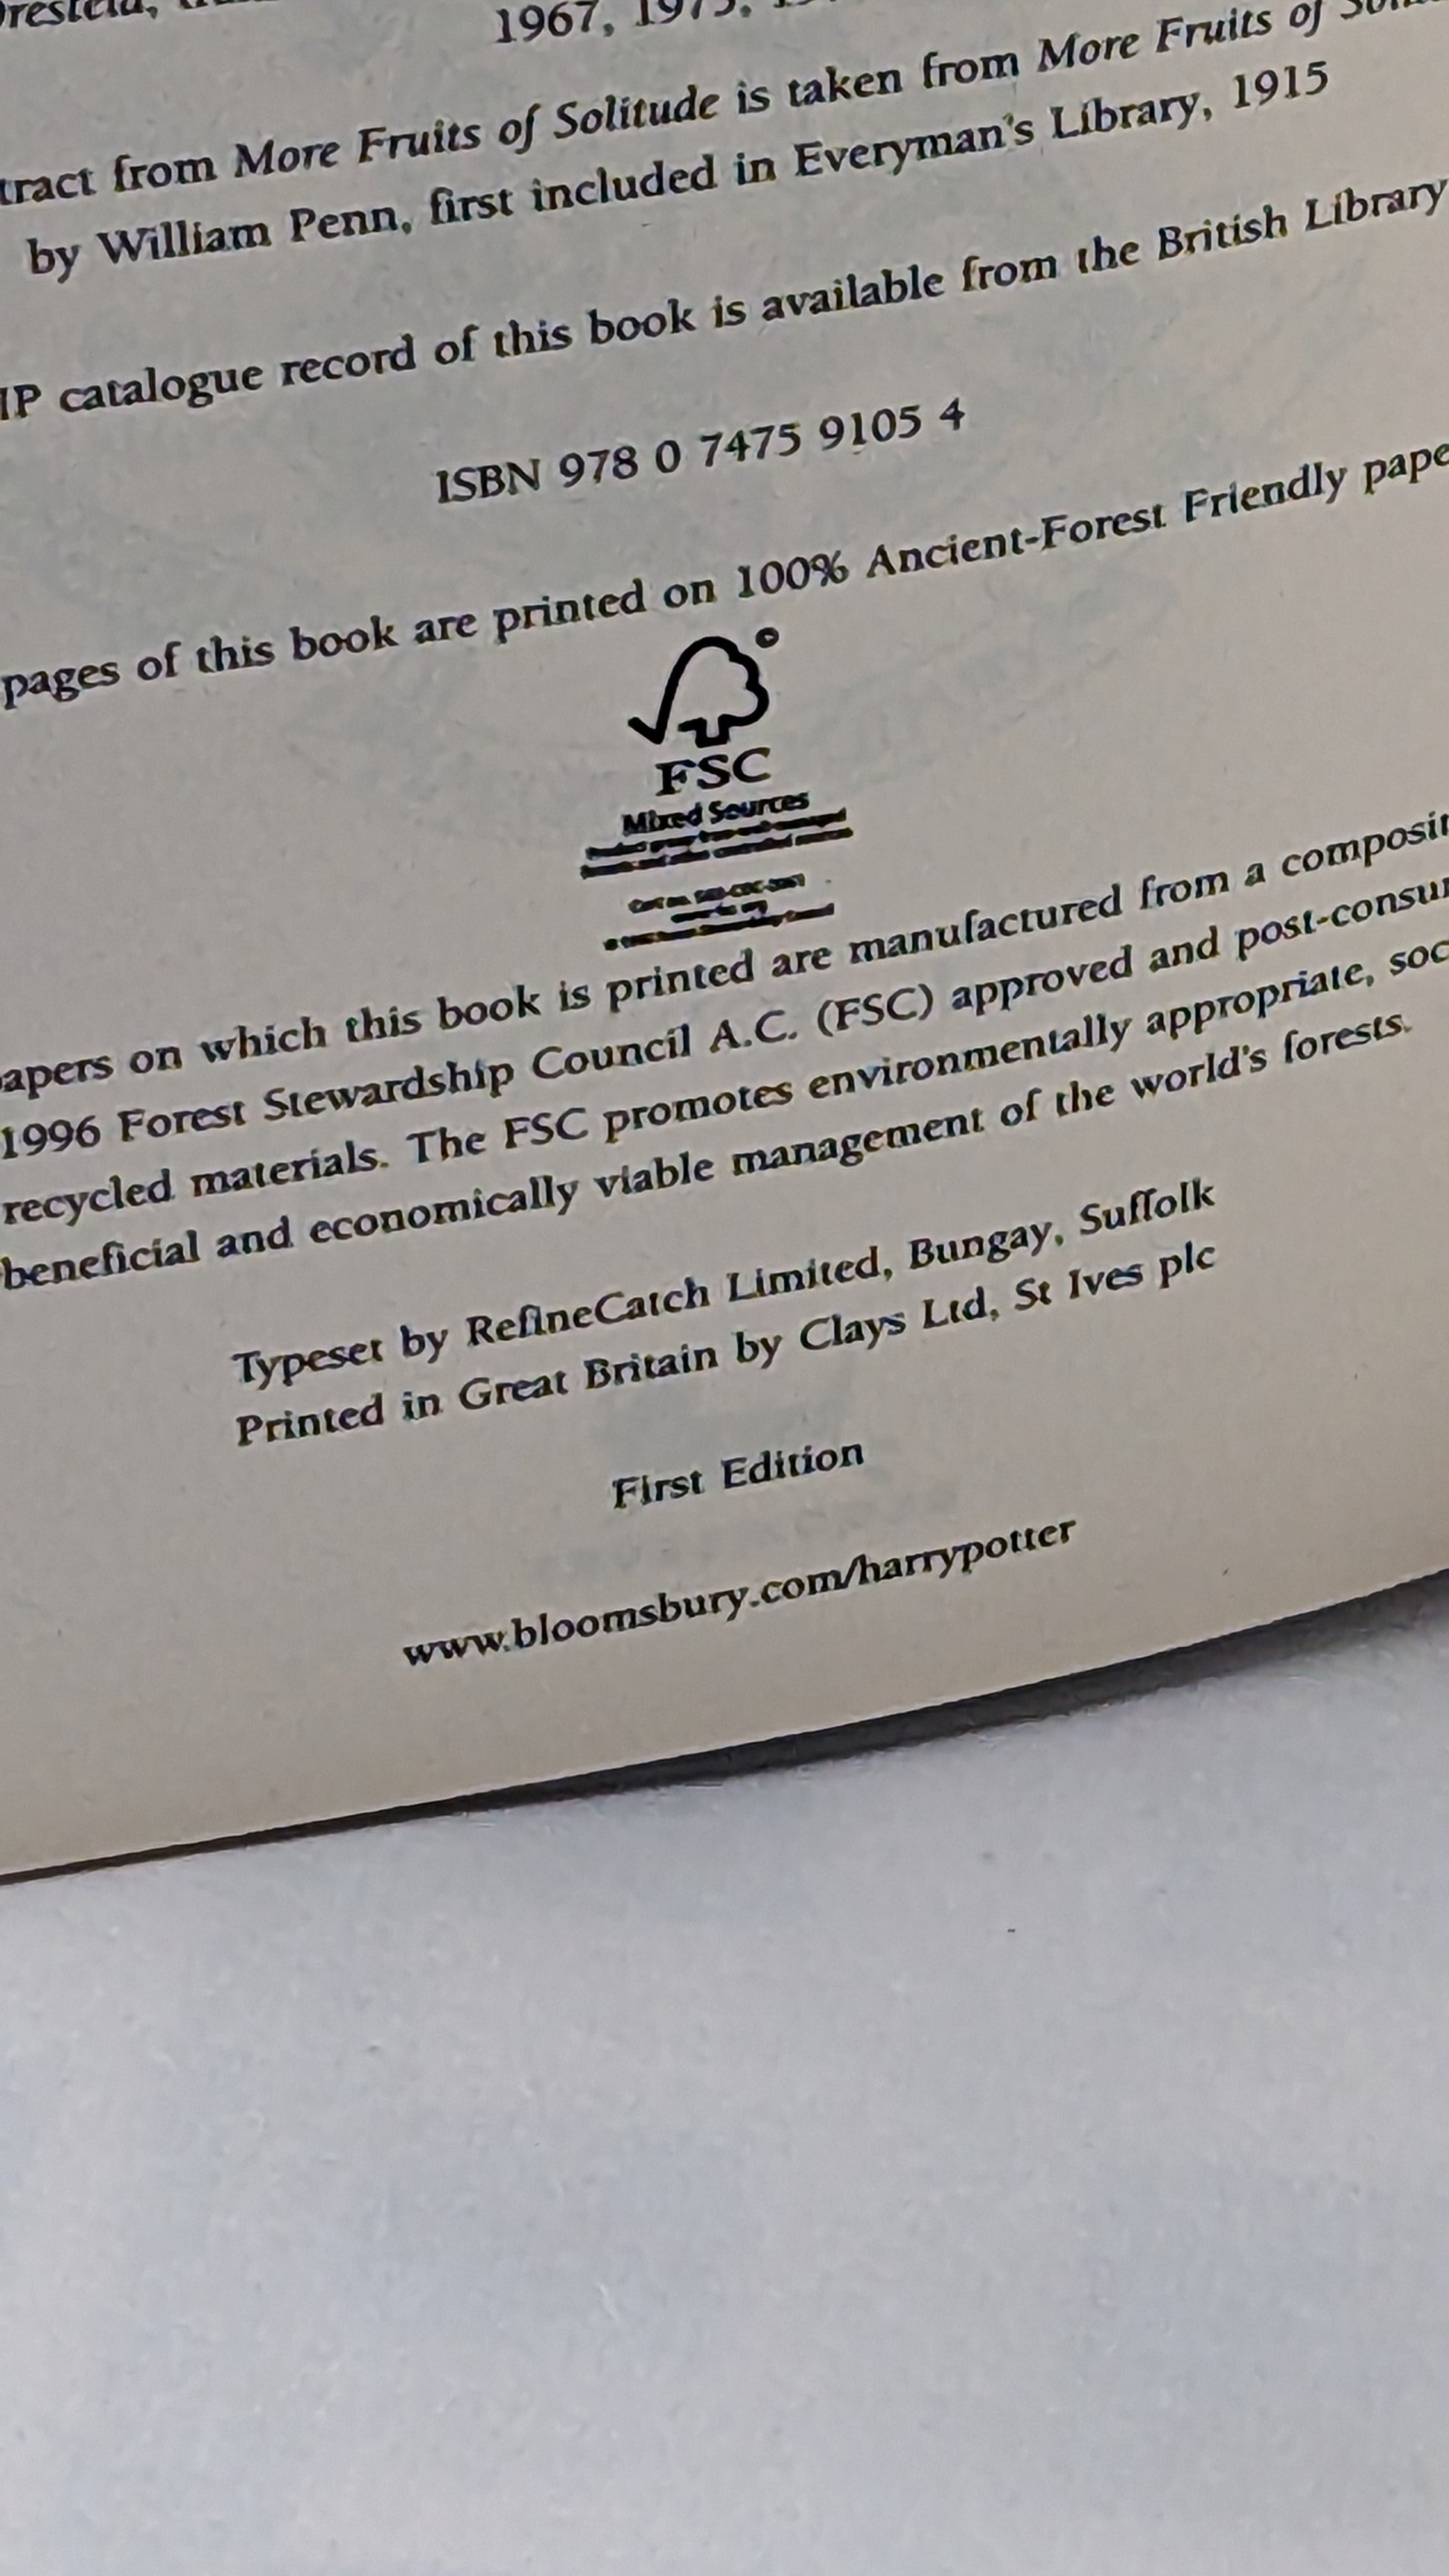 1967, 1975,
tract from More Fruits of Solitude is taken from More Fruits of
by William Penn, first included in Everyman's Library, 1915
IP catalogue record of this book is available from the British Library
ISBN 978 0 7475 9105 4
pages of this book are printed on 100% Ancient-Forest Friendly pape
FSC
Mixed Sources
apers on which this book is printed are manufactured from a composit
1996 Forest Stewardship Council A.C. (FSC) approved and post-consu
recycled materials. The FSC promotes environmentally appropriate, soc
beneficial and economically viable management of the world's forests.
Typeset by RefineCatch Limited, Bungay, Suffolk
Printed in Great Britain by Clays Ltd, St Ives plc
First Edition
www.bloomsbury.com/harrypotter